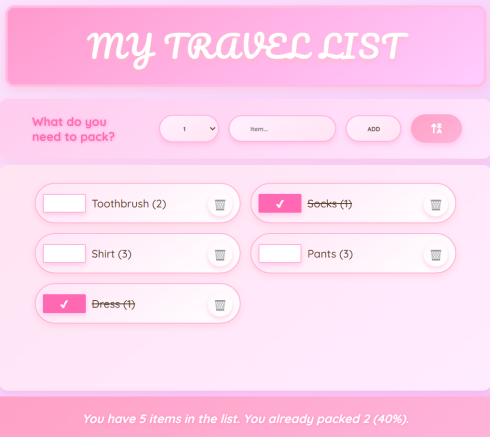 MY TRAVEL LIST
What do you
need to pack?
1
Item...
ADD
Toothbrush (2)
Socks (1)
Shirt (3)
Pants (3)
Dress (1)
You have 5 items in the list. You already packed 2 (40%).